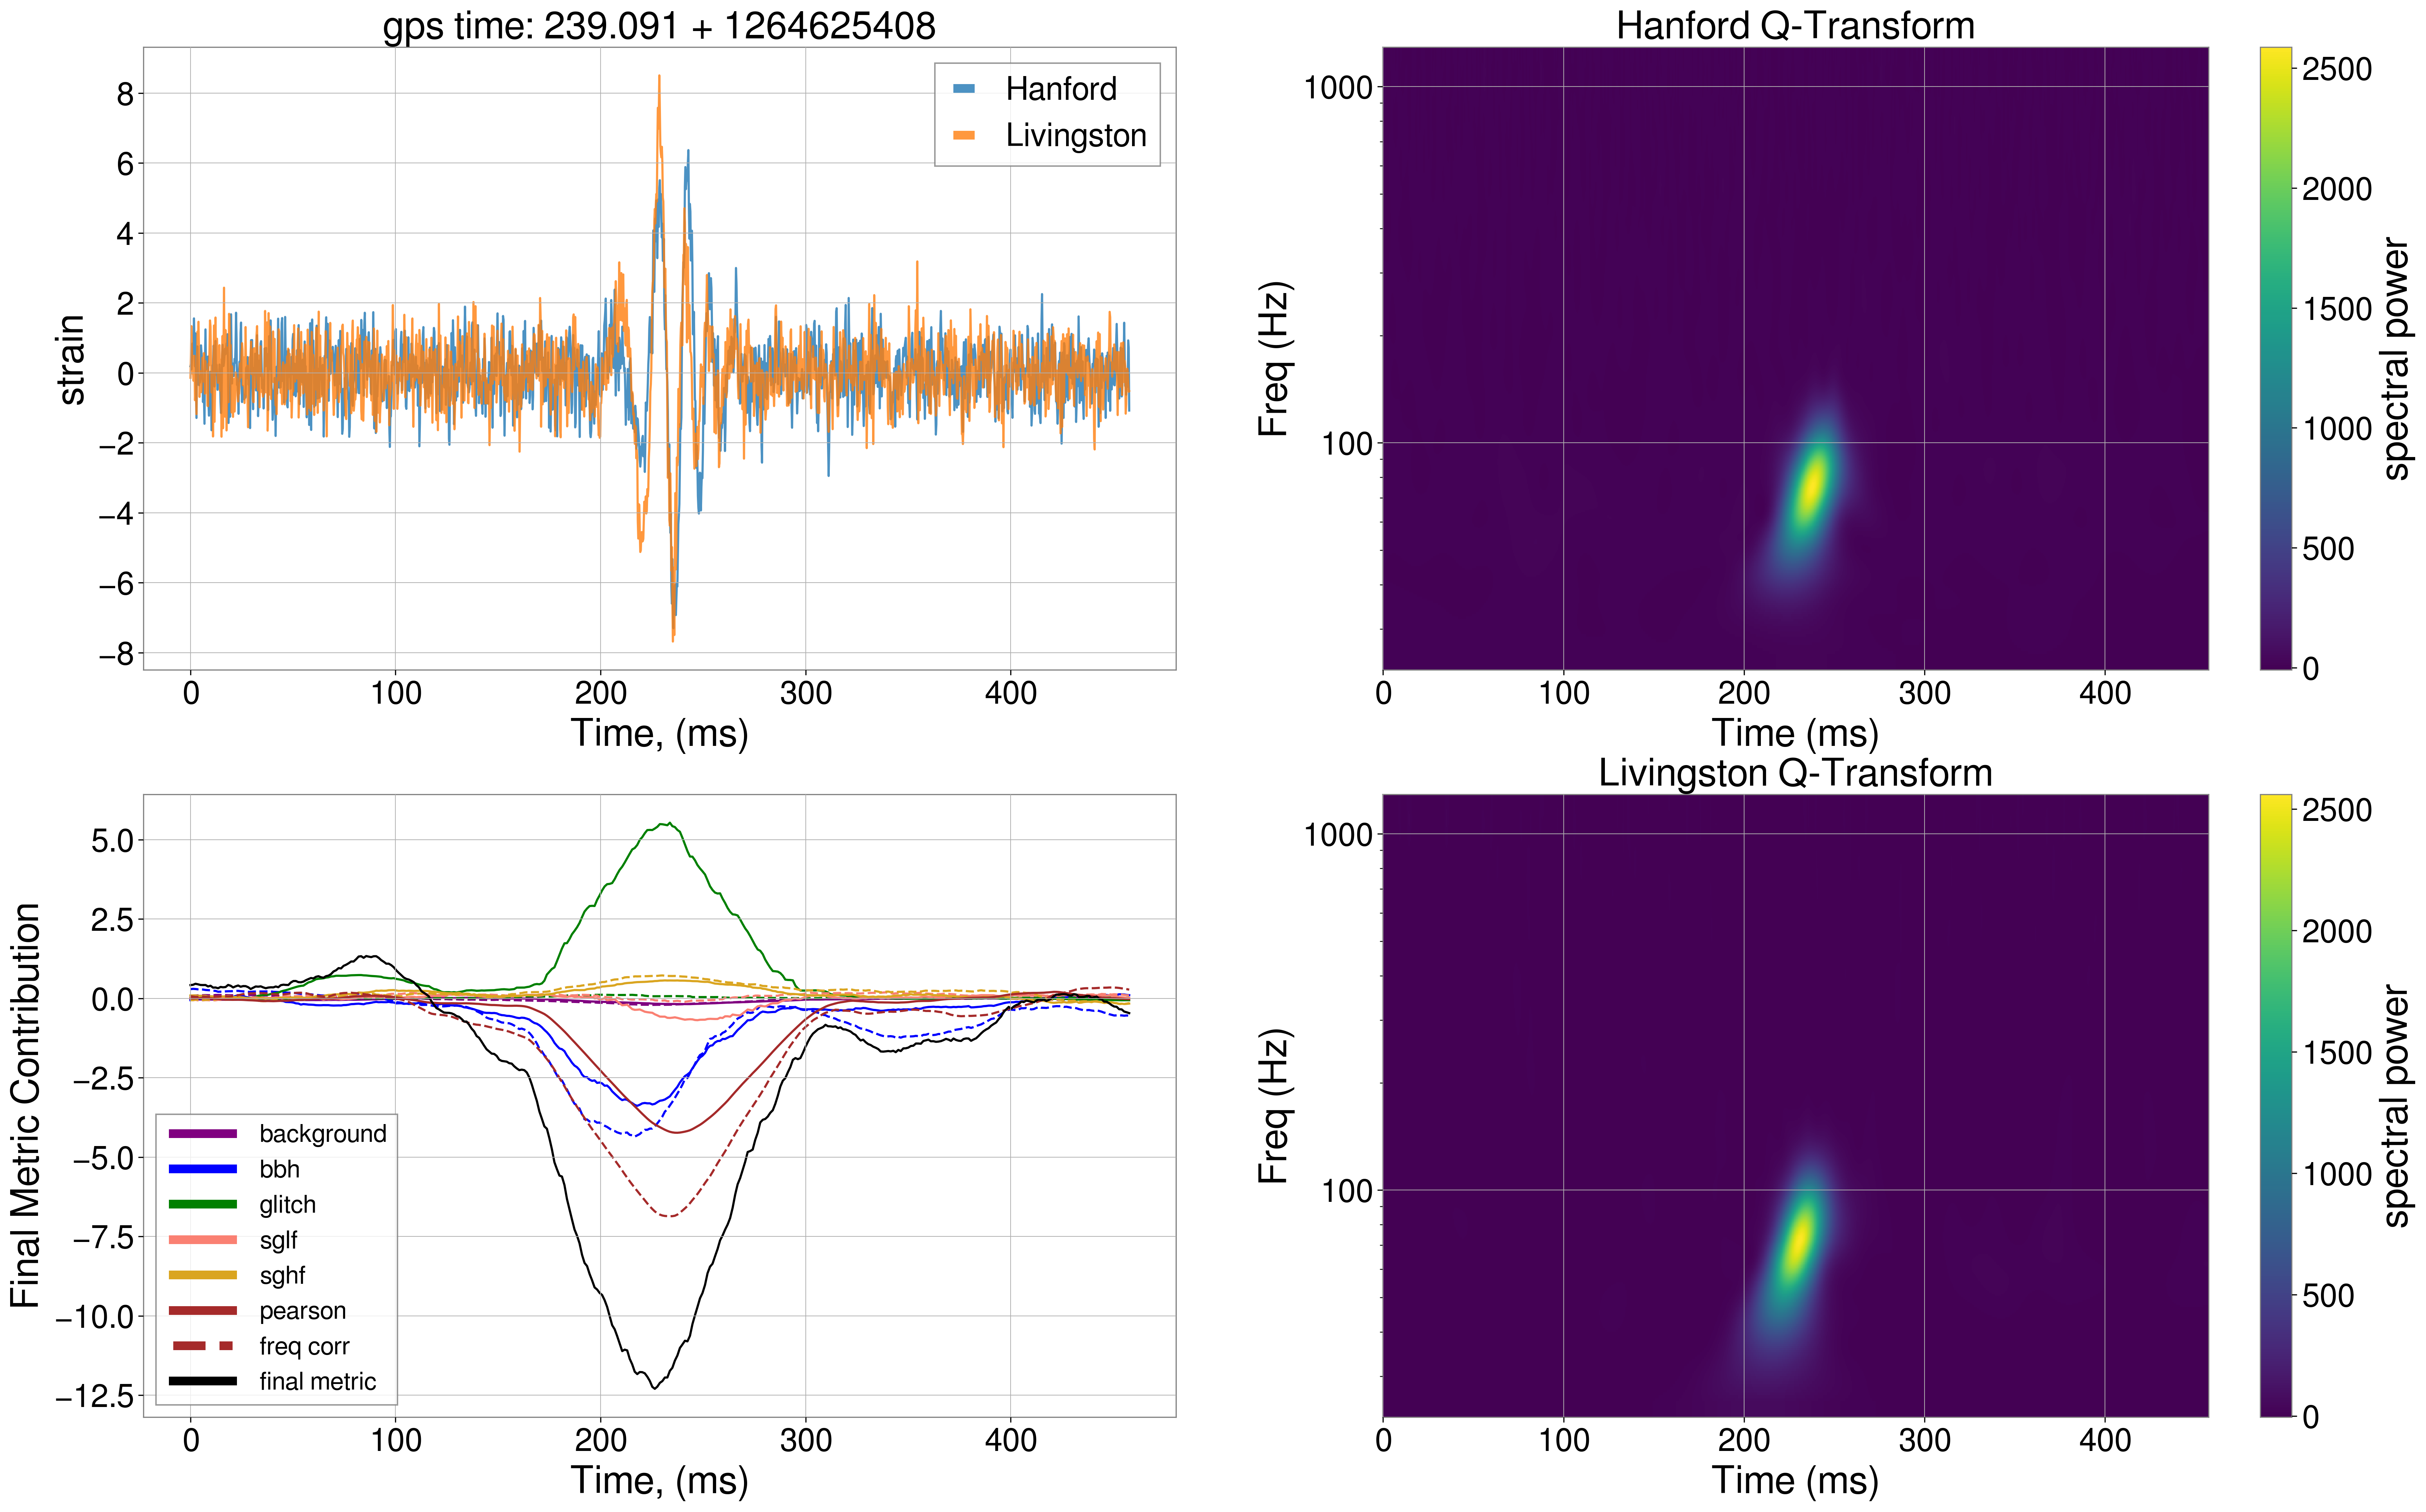 gps time: 239.091 + 1264625408
8
6
4
2
0
−2
−4
−6
−8
strain
Hanford
Livingston
0 100 200 300 400
Time, (ms)
Hanford Q-Transform
1000
100
Freq (Hz)
0 100 200 300 400
Time (ms)
2500
2000
1500
1000
500
0
spectral power
5.0
2.5
0.0
−2.5
−5.0
−7.5
−10.0
−12.5
Final Metric Contribution
background
bbh
glitch
sglf
sghf
pearson
freq corr
final metric
0 100 200 300 400
Time, (ms)
Livingston Q-Transform
1000
100
Freq (Hz)
0 100 200 300 400
Time (ms)
2500
2000
1500
1000
500
0
spectral power